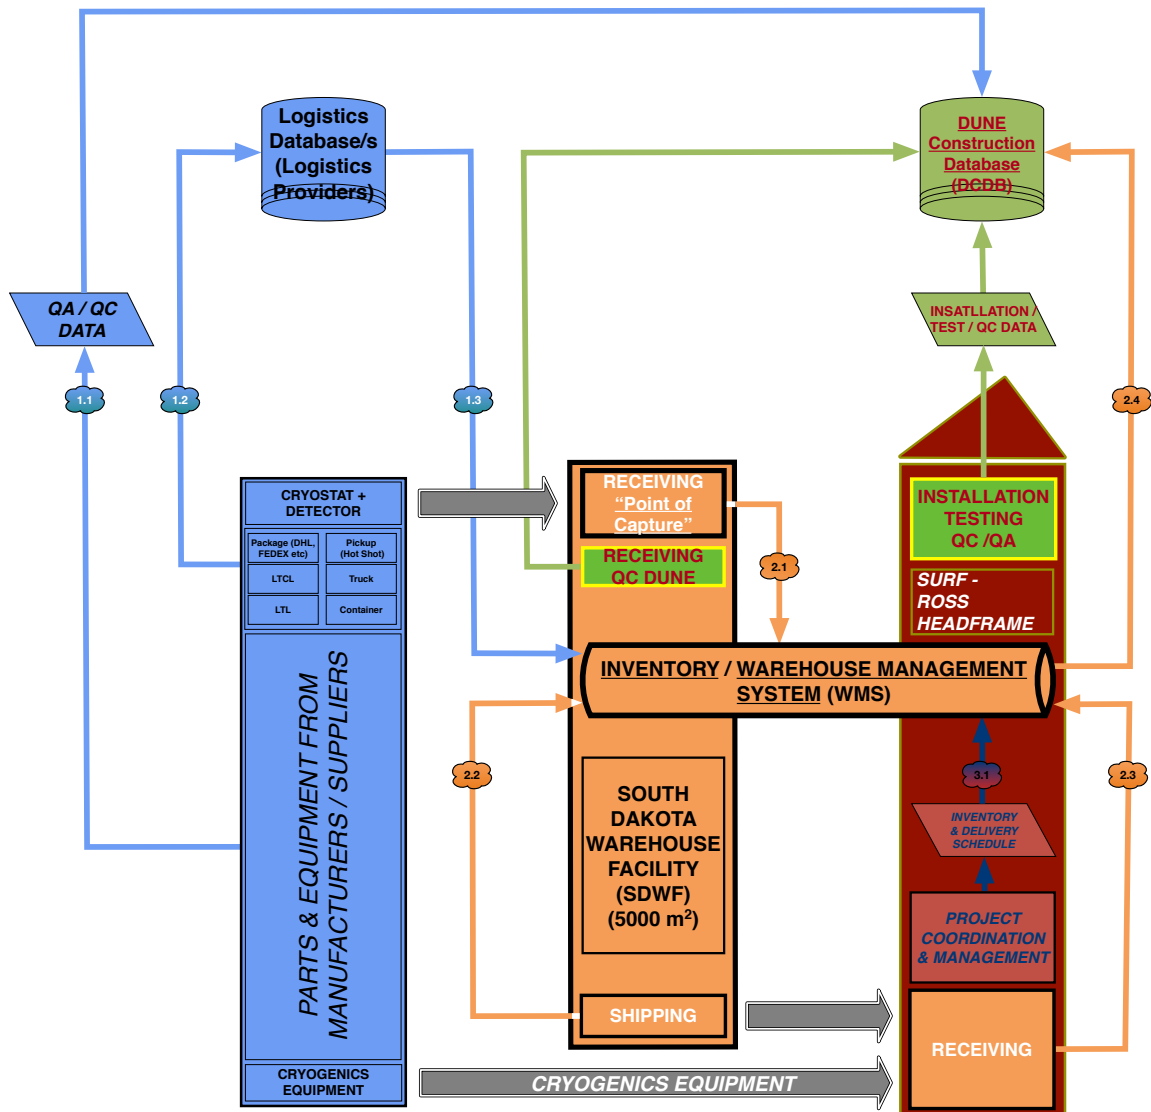 Logistics
Database/s
(Logistics
Providers)
DUNE
Construction
Database
(DCDB)
QA / QC
DATA
INSATLLATION /
TEST / QC DATA
1.1
1.2
1.3
2.4
CRYOSTAT +
DETECTOR
Package (DHL,
FEDEX etc)
Pickup
(Hot Shot)
LTCL
Truck
LTL
Container
PARTS & EQUIPMENT FROM
MANUFACTURERS / SUPPLIERS
CRYOGENICS
EQUIPMENT
RECEIVING
“Point of
Capture”
RECEIVING
QC DUNE
2.1
INSTALLATION
TESTING
QC /QA
SURF -
ROSS
HEADFRAME
INVENTORY / WAREHOUSE MANAGEMENT
SYSTEM (WMS)
2.2
3.1
2.3
SOUTH
DAKOTA
WAREHOUSE
FACILITY
(SDWF)
(5000 m²)
INVENTORY
& DELIVERY
SCHEDULE
PROJECT
COORDINATION
& MANAGEMENT
SHIPPING
RECEIVING
CRYOGENICS EQUIPMENT